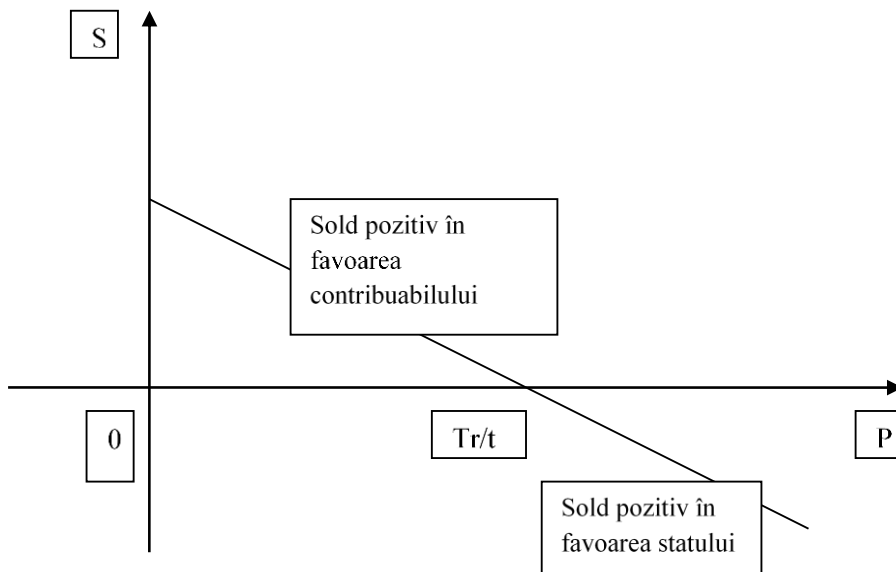 S
Sold pozitiv în
favoarea
contribuabilului
0
Tr/t
P
Sold pozitiv în
favoarea statului